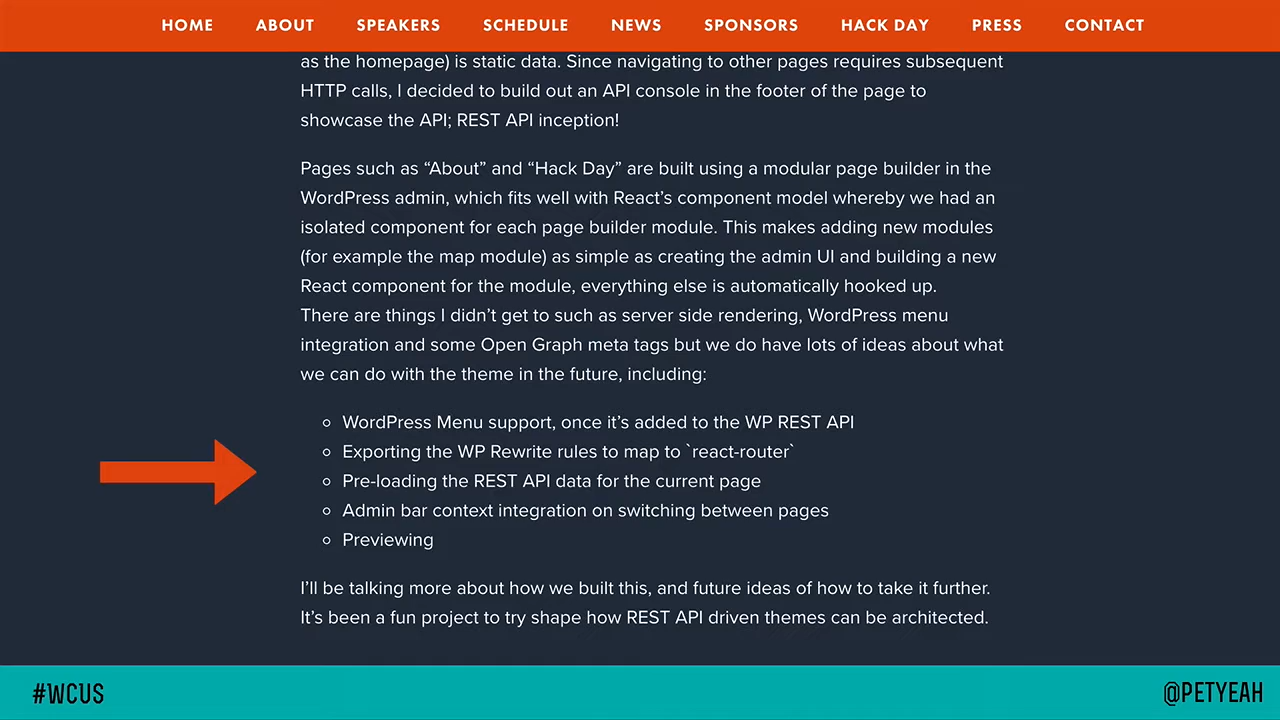 HOME ABOUT SPEAKERS SCHEDULE NEWS SPONSORS HACK DAY PRESS CONTACT
as the homepage) is static data. Since navigating to other pages requires subsequent
HTTP calls, I decided to build out an API console in the footer of the page to
showcase the API; REST API inception!
Pages such as “About” and “Hack Day” are built using a modular page builder in the
WordPress admin, which fits well with React’s component model whereby we had an
isolated component for each page builder module. This makes adding new modules
(for example the map module) as simple as creating the admin UI and building a new
React component for the module, everything else is automatically hooked up.
There are things I didn’t get to such as server side rendering, WordPress menu
integration and some Open Graph meta tags but we do have lots of ideas about what
we can do with the theme in the future, including:
WordPress Menu support, once it’s added to the WP REST API
Exporting the WP Rewrite rules to map to `react-router`
Pre-loading the REST API data for the current page
Admin bar context integration on switching between pages
Previewing
I’ll be talking more about how we built this, and future ideas of how to take it further.
It’s been a fun project to try shape how REST API driven themes can be architected.
#WCUS
@PETYEAH